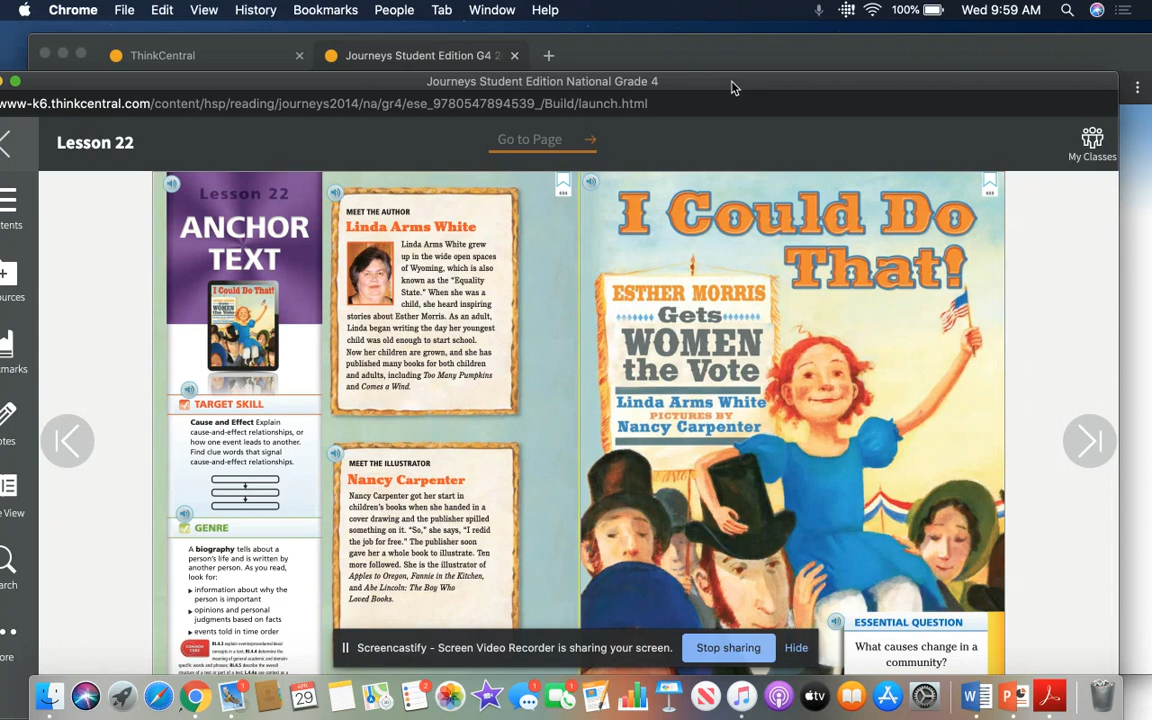 Chrome File Edit View History Bookmarks People Tab Window Help 100% Wed 9:59 AM
ThinkCentral Journeys Student Edition G4
Journeys Student Edition National Grade 4
www-k6.thinkcentral.com/content/hsp/reading/journeys2014/na/gr4/ese_9780547894539_/Build/launch.html
Lesson 22
Go to Page
My Classes
Lesson 22
ANCHOR
TEXT
I Could Do That!
TARGET SKILL
Cause and Effect Explain
cause-and-effect relationships, or
how one event leads to another.
Find clue words that signal
cause-and-effect relationships.
GENRE
A biography tells about a
person's life and is written by
another person. As you read,
look for:
information about why the
person is important
opinions and personal
judgments based on facts
events told in time order
MEET THE AUTHOR
Linda Arms White
Linda Arms White grew
up in the wide open spaces
of Wyoming, which is also
known as the "Equality
State." When she was a
child, she heard inspiring
stories about Esther Morris. As an adult,
Linda began writing the day her youngest
child was old enough to start school.
Now her children are grown, and she has
published many books for both children
and adults, including Too Many Pumpkins
and Comes a Wind.
MEET THE ILLUSTRATOR
Nancy Carpenter
Nancy Carpenter got her start in
children's books when she handed in a
cover drawing and the publisher spilled
something on it. "So," she says, "I redid
the job for free." The publisher soon
gave her a whole book to illustrate. Ten
more followed. She is the illustrator of
Apples to Oregon, Fannie in the Kitchen,
and Abe Lincoln: The Boy Who
Loved Books.
I Could Do
That!
ESTHER MORRIS
Gets
WOMEN
the Vote
Linda Arms White
PICTURES BY
Nancy Carpenter
ESSENTIAL QUESTION
What causes change in a
community?
Screencastify - Screen Video Recorder is sharing your screen. Stop sharing Hide
APR
29
tv